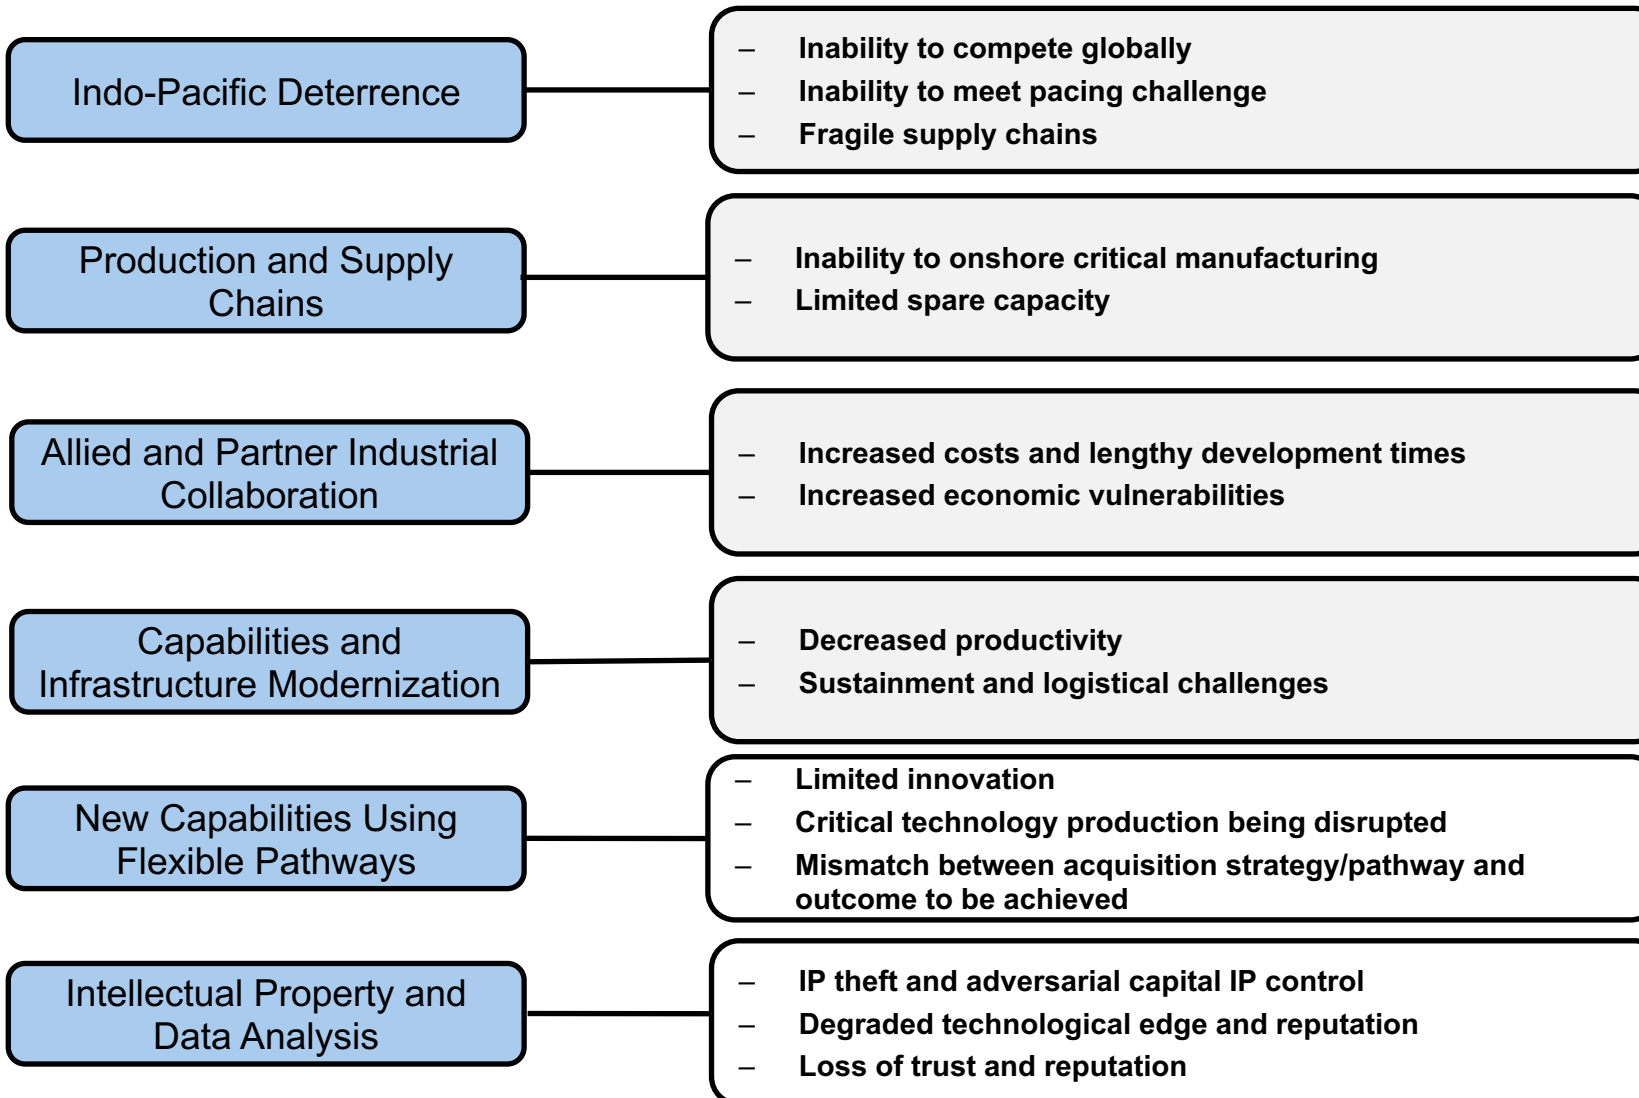 Indo-Pacific Deterrence
– Inability to compete globally
– Inability to meet pacing challenge
– Fragile supply chains
Production and Supply
Chains
– Inability to onshore critical manufacturing
– Limited spare capacity
Allied and Partner Industrial
Collaboration
– Increased costs and lengthy development times
– Increased economic vulnerabilities
Capabilities and
Infrastructure Modernization
– Decreased productivity
– Sustainment and logistical challenges
New Capabilities Using
Flexible Pathways
– Limited innovation
– Critical technology production being disrupted
– Mismatch between acquisition strategy/pathway and
outcome to be achieved
Intellectual Property and
Data Analysis
– IP theft and adversarial capital IP control
– Degraded technological edge and reputation
– Loss of trust and reputation